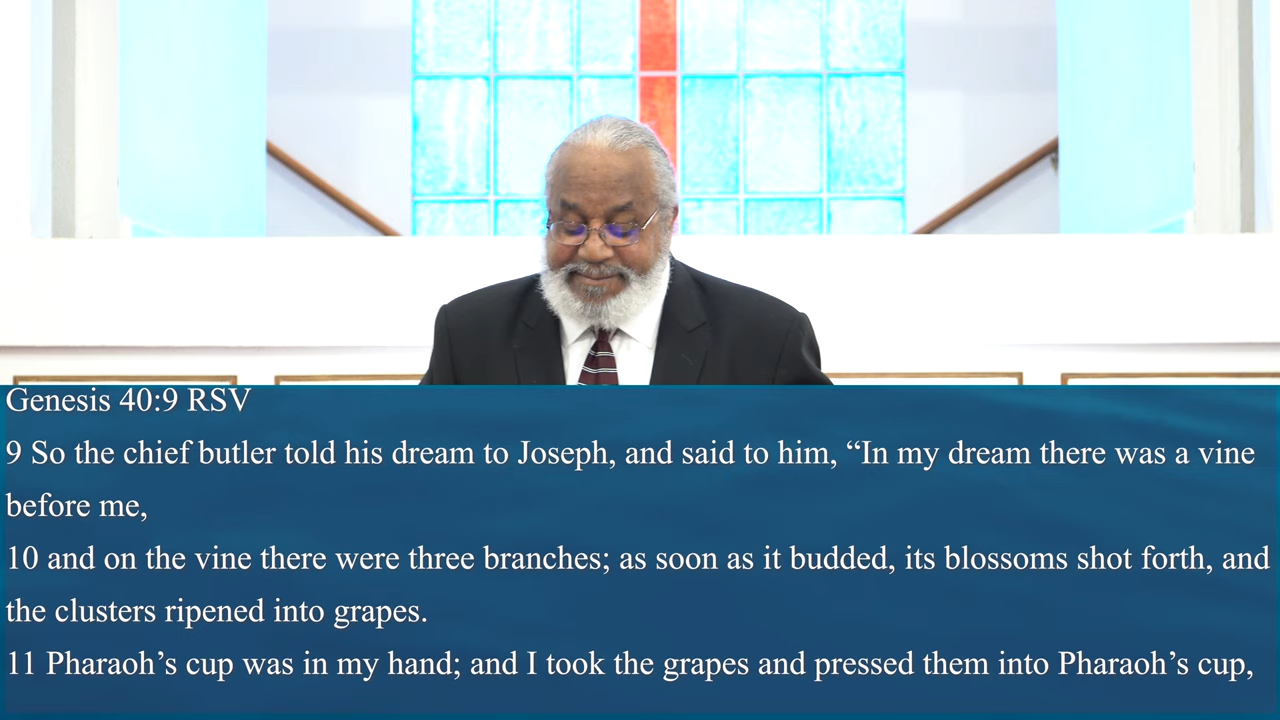 Genesis 40:9 RSV
9 So the chief butler told his dream to Joseph, and said to him, “In my dream there was a vine
before me,
10 and on the vine there were three branches; as soon as it budded, its blossoms shot forth, and
the clusters ripened into grapes.
11 Pharaoh’s cup was in my hand; and I took the grapes and pressed them into Pharaoh’s cup,